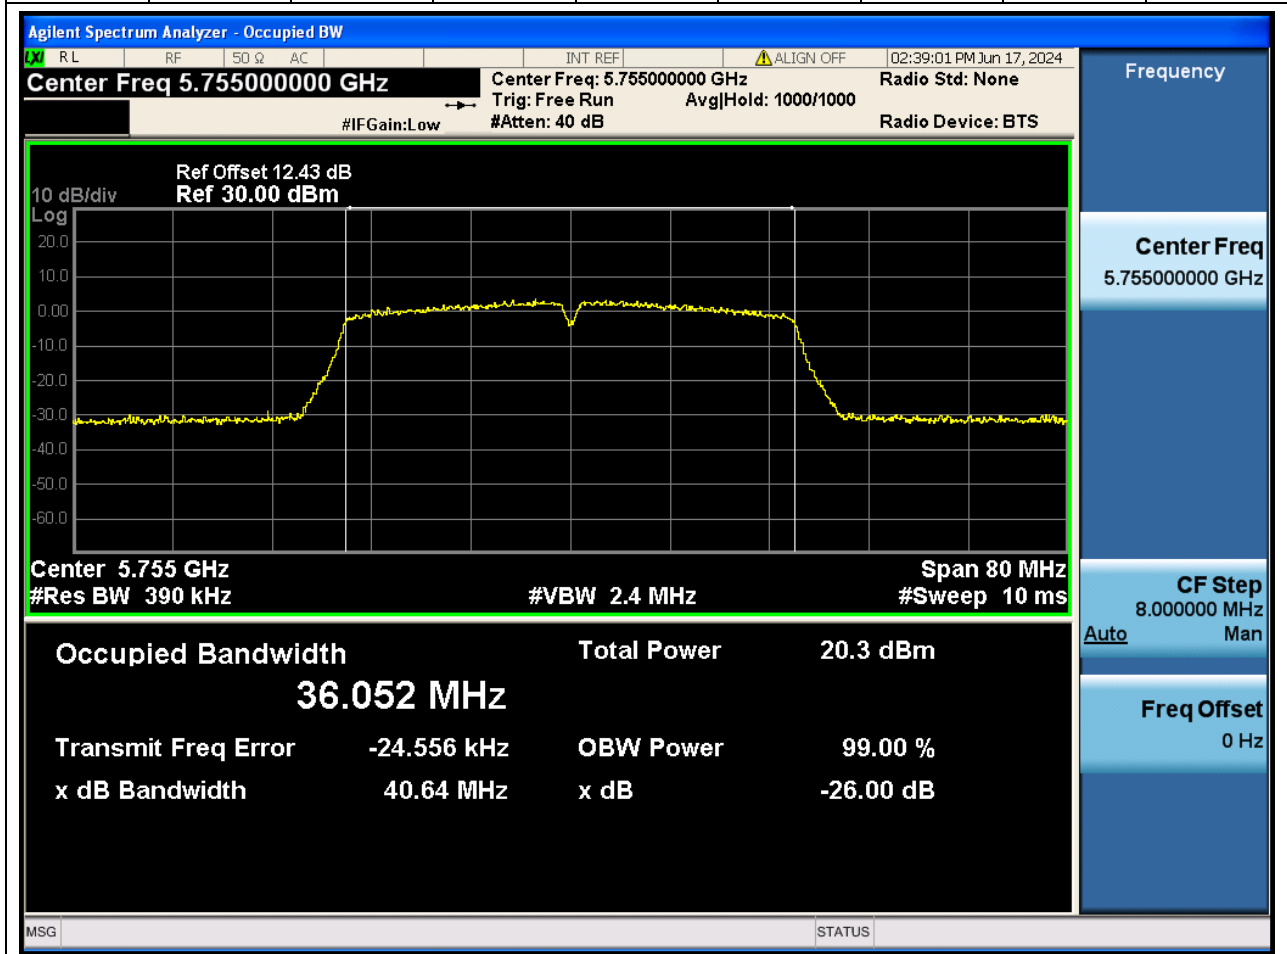 Agilent Spectrum Analyzer - Occupied BW
LXI RL RF 50 Ω AC INT REF ALIGN OFF 02:39:01 PM Jun 17, 2024
Center Freq 5.755000000 GHz
Center Freq: 5.755000000 GHz Radio Std: None
Trig: Free Run Avg|Hold: 1000/1000
#IFGain:Low #Atten: 40 dB Radio Device: BTS
Ref Offset 12.43 dB
10 dB/div Ref 30.00 dBm
Log
20.0
10.0
0.00
-10.0
-20.0
-30.0
-40.0
-50.0
-60.0
Center 5.755 GHz Span 80 MHz
#Res BW 390 kHz #VBW 2.4 MHz #Sweep 10 ms
Occupied Bandwidth Total Power 20.3 dBm
36.052 MHz
Transmit Freq Error -24.556 kHz OBW Power 99.00 %
x dB Bandwidth 40.64 MHz x dB -26.00 dB
Frequency
Center Freq
5.755000000 GHz
CF Step
8.000000 MHz
Auto Man
Freq Offset
0 Hz
MSG STATUS